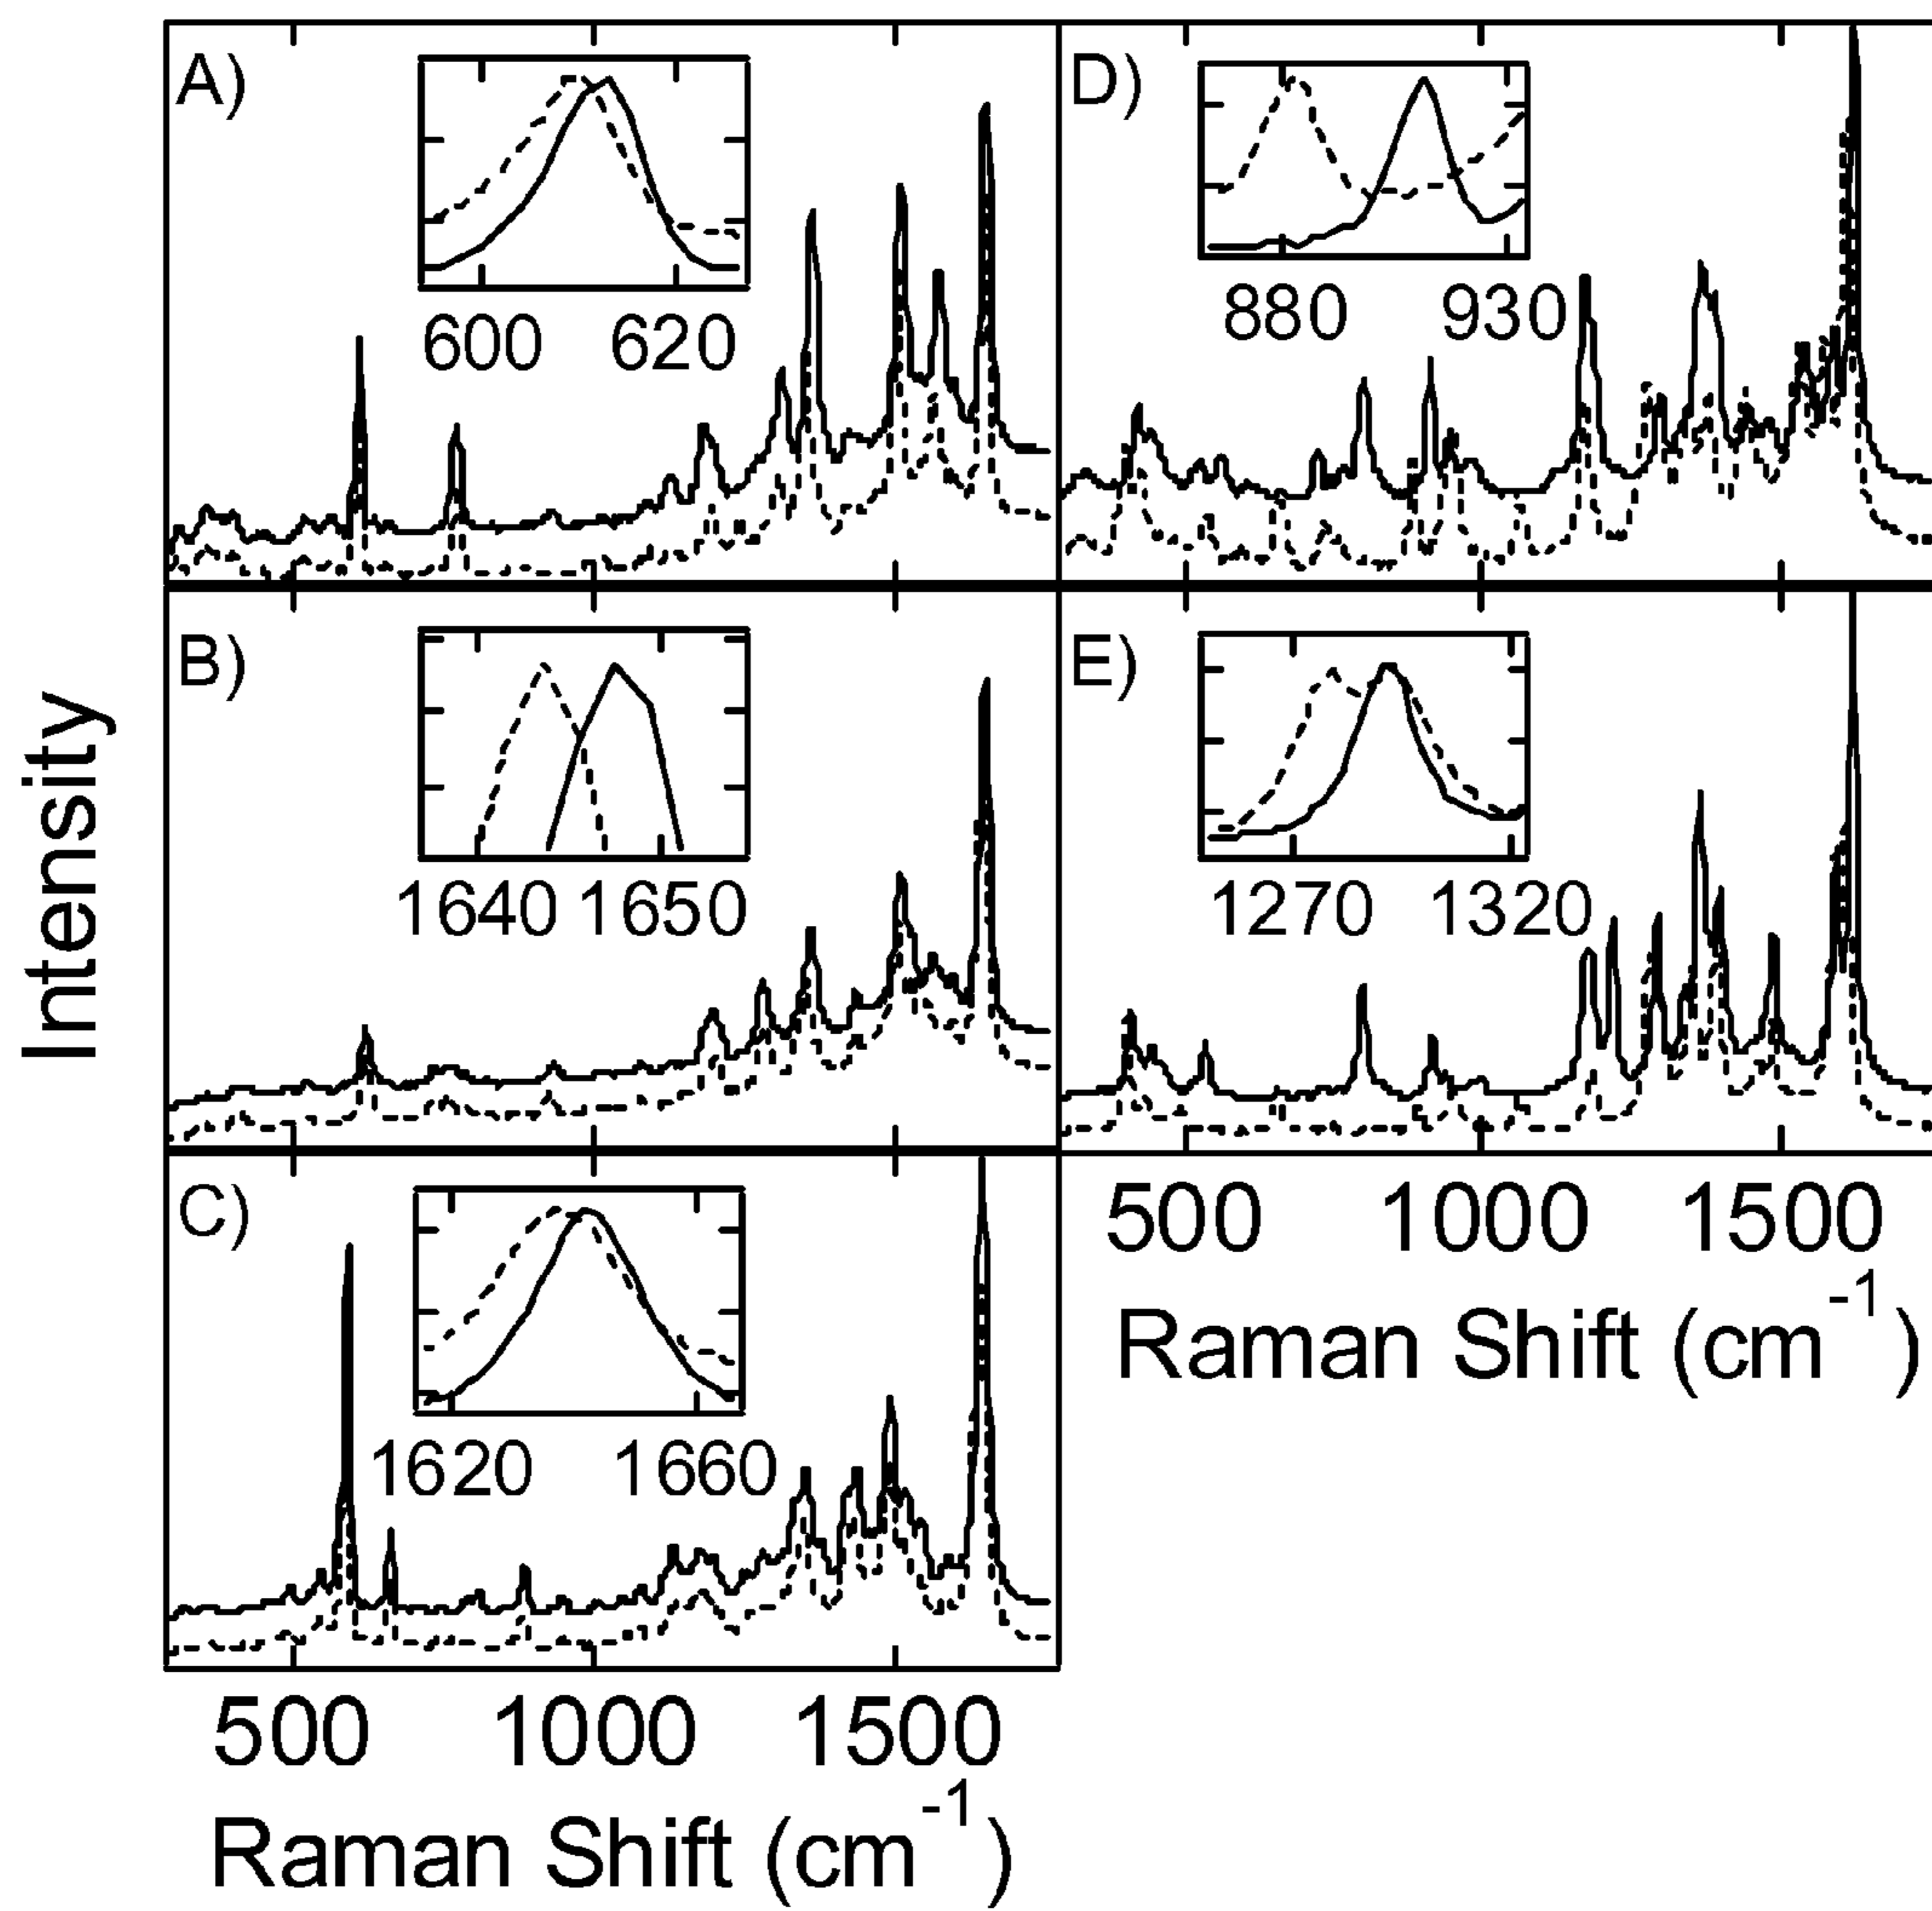 A)
600 620
D)
880 930
Intensity
B)
1640 1650
E)
1270 1320
C)
1620 1660
500 1000 1500
Raman Shift (cm-1)
500 1000 1500
Raman Shift (cm-1)